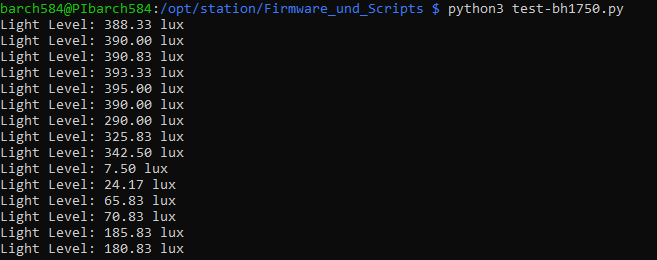 barch584@PIbarch584:/opt/station/Firmware_und_Scripts $ python3 test-bh1750.py
Light Level: 388.33 lux
Light Level: 390.00 lux
Light Level: 390.83 lux
Light Level: 393.33 lux
Light Level: 395.00 lux
Light Level: 390.00 lux
Light Level: 290.00 lux
Light Level: 325.83 lux
Light Level: 342.50 lux
Light Level: 7.50 lux
Light Level: 24.17 lux
Light Level: 65.83 lux
Light Level: 70.83 lux
Light Level: 185.83 lux
Light Level: 180.83 lux